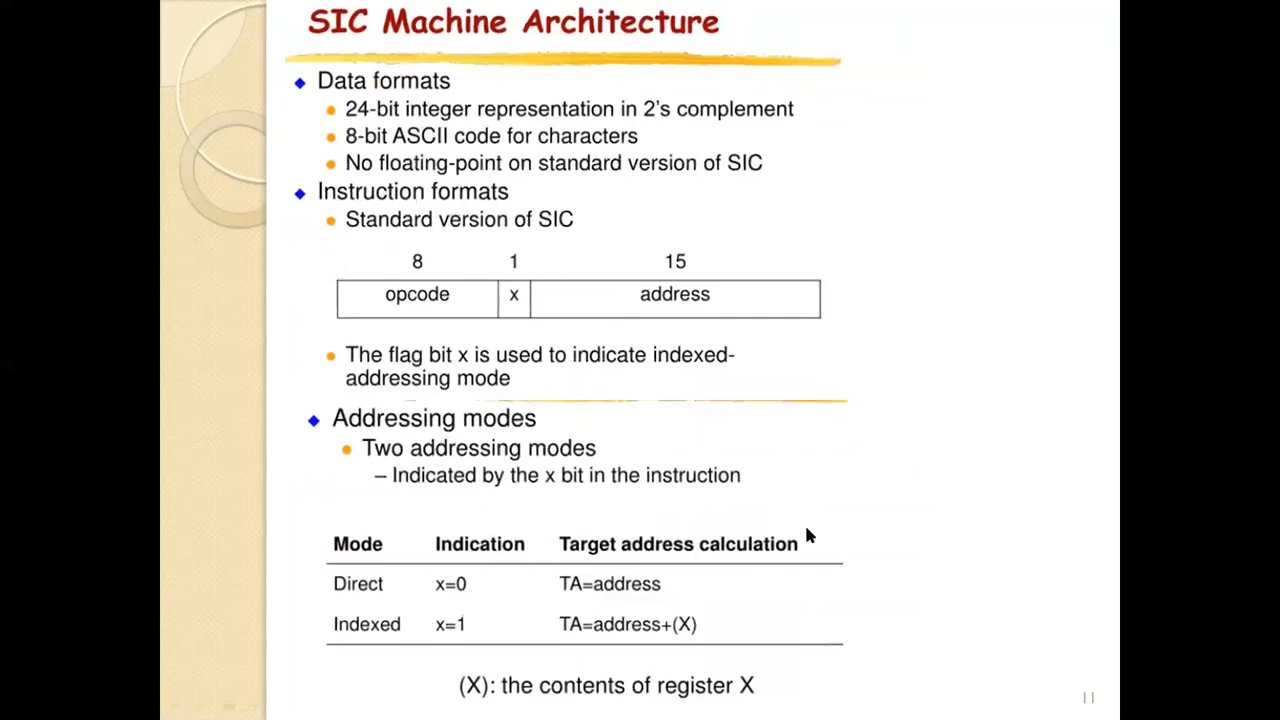 SIC Machine Architecture
Data formats
24-bit integer representation in 2's complement
8-bit ASCII code for characters
No floating-point on standard version of SIC
Instruction formats
Standard version of SIC
8 1 15
opcode x address
The flag bit x is used to indicate indexed-
addressing mode
Addressing modes
Two addressing modes
– Indicated by the x bit in the instruction
Mode Indication Target address calculation
Direct x=0 TA=address
Indexed x=1 TA=address+(X)
(X): the contents of register X
11